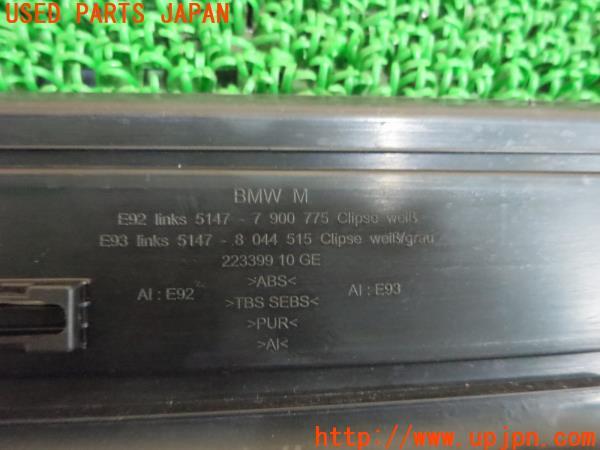 USED PARTS JAPAN
BMW M
E92 links 5147 - 7 900 775 Clipse weiß
E93 links 5147 - 8 044 515 Clipse weiß/grau
223399 10 GE
>ABS<
AI : E92
AI : E93
>TBS SEBS<
>PUR<
>AI<
http://www.upjpn.com